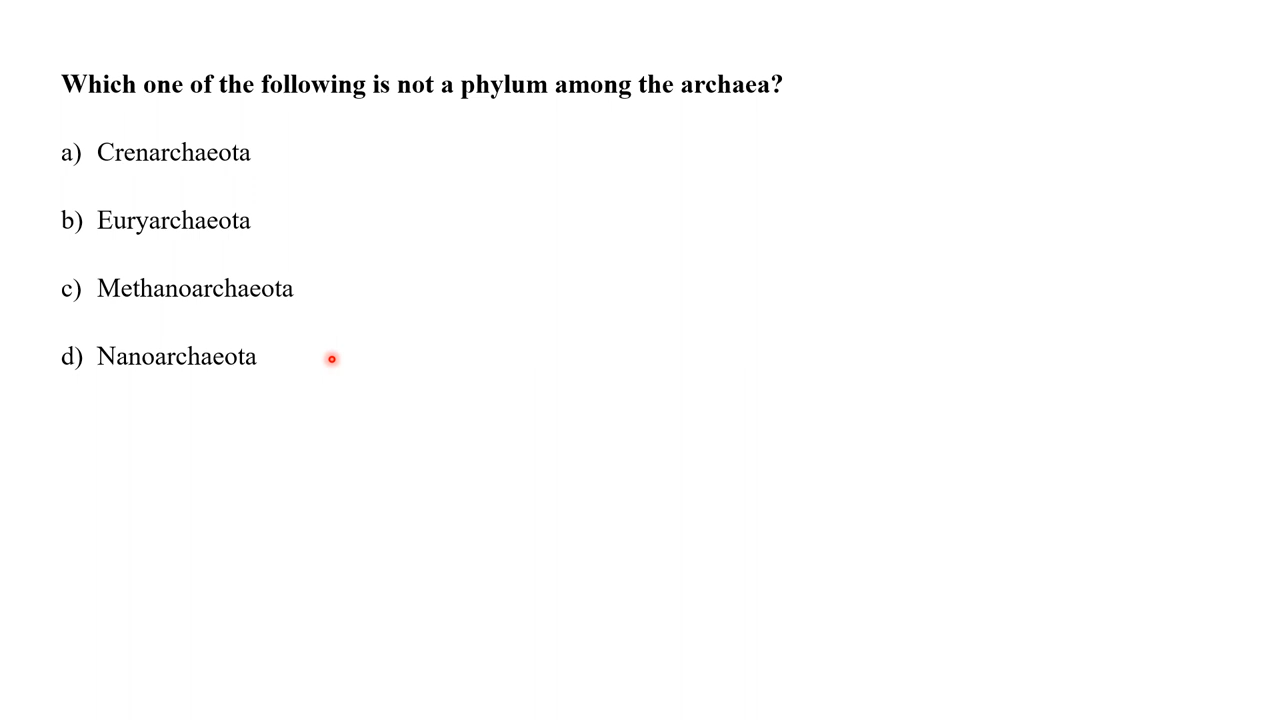 Which one of the following is not a phylum among the archaea?
a) Crenarchaeota
b) Euryarchaeota
c) Methanoarchaeota
d) Nanoarchaeota